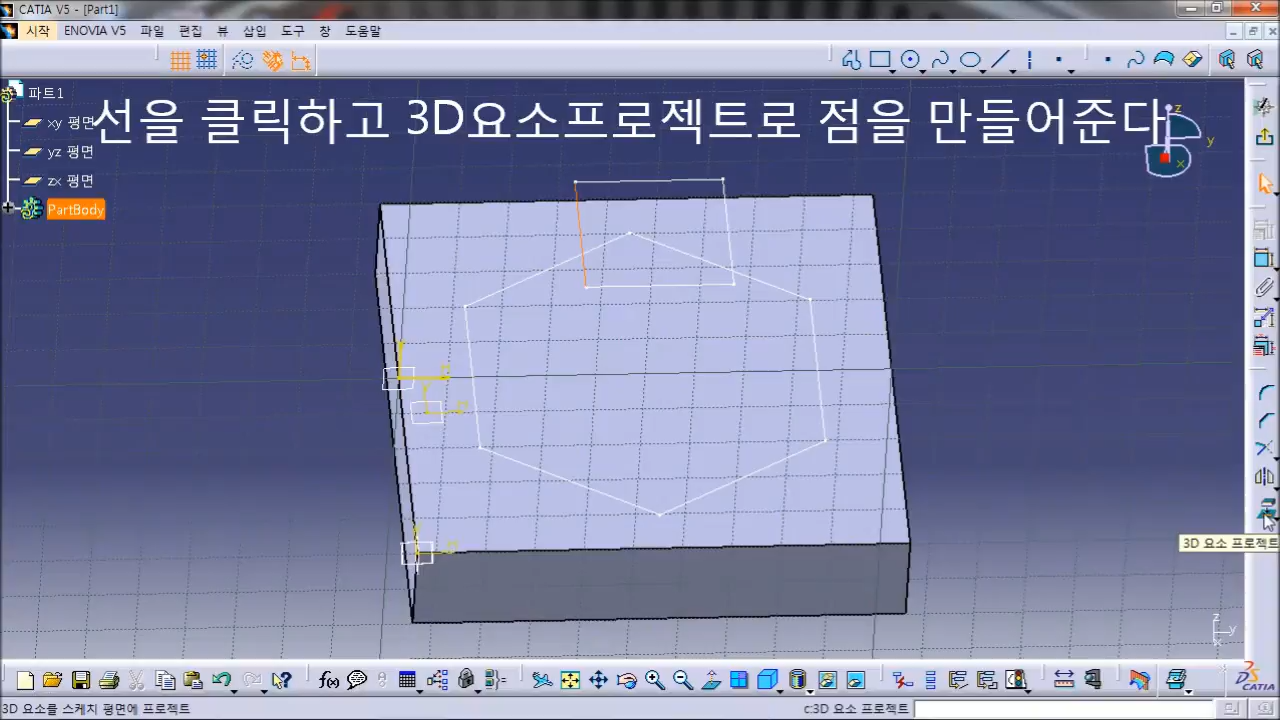 CATIA V5 - [Part1]
시작 ENOVIA V5 파일 편집 뷰 삽입 도구 창 도움말
파트1
선을 클릭하고 3D요소프로젝트로 점을 만들어준다
xy 평면
yz 평면
zx 평면
PartBody
z
y
x
3D 요소 프로젝트
z
y
x
f(x)
CATIA
3D 요소를 스케치 평면에 프로젝트
c:3D 요소 프로젝트